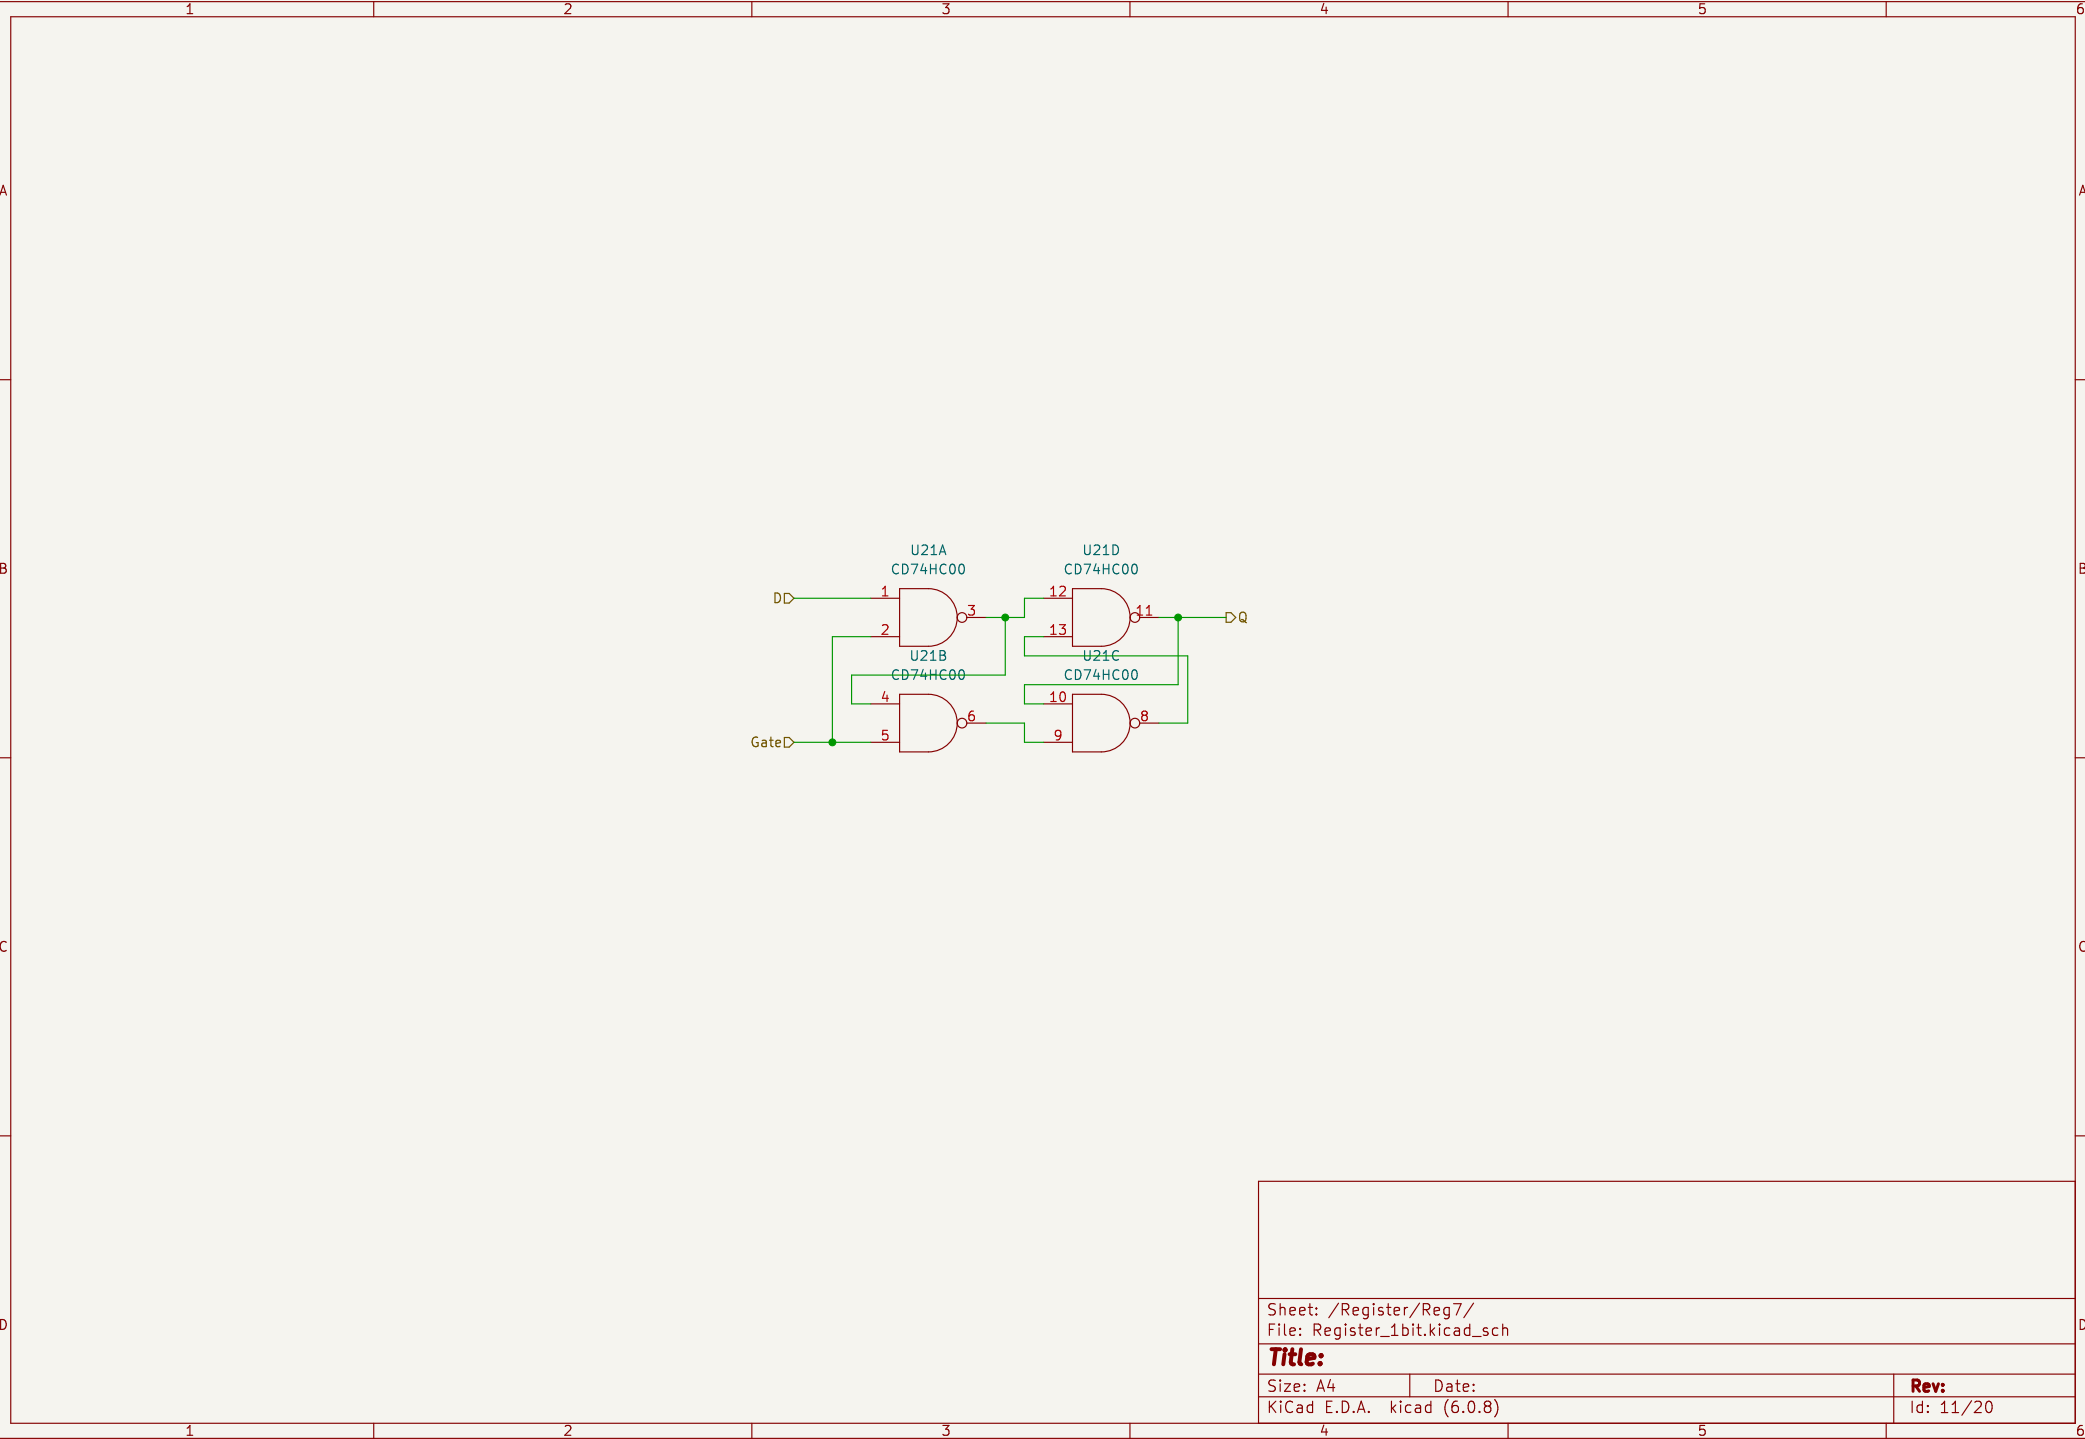 1 2 3 4 5 6
A A
U21A U21D
CD74HC00 CD74HC00
B B
D 1 12
3 11 Q
2 13
U21B U21C
CD74HC00 CD74HC00
4 10
6 8
Gate 5 9
C C
Sheet: /Register/Reg7/
File: Register_1bit.kicad_sch
D D
Title:
Size: A4 Date: Rev:
KiCad E.D.A. kicad (6.0.8) Id: 11/20
1 2 3 4 5 6